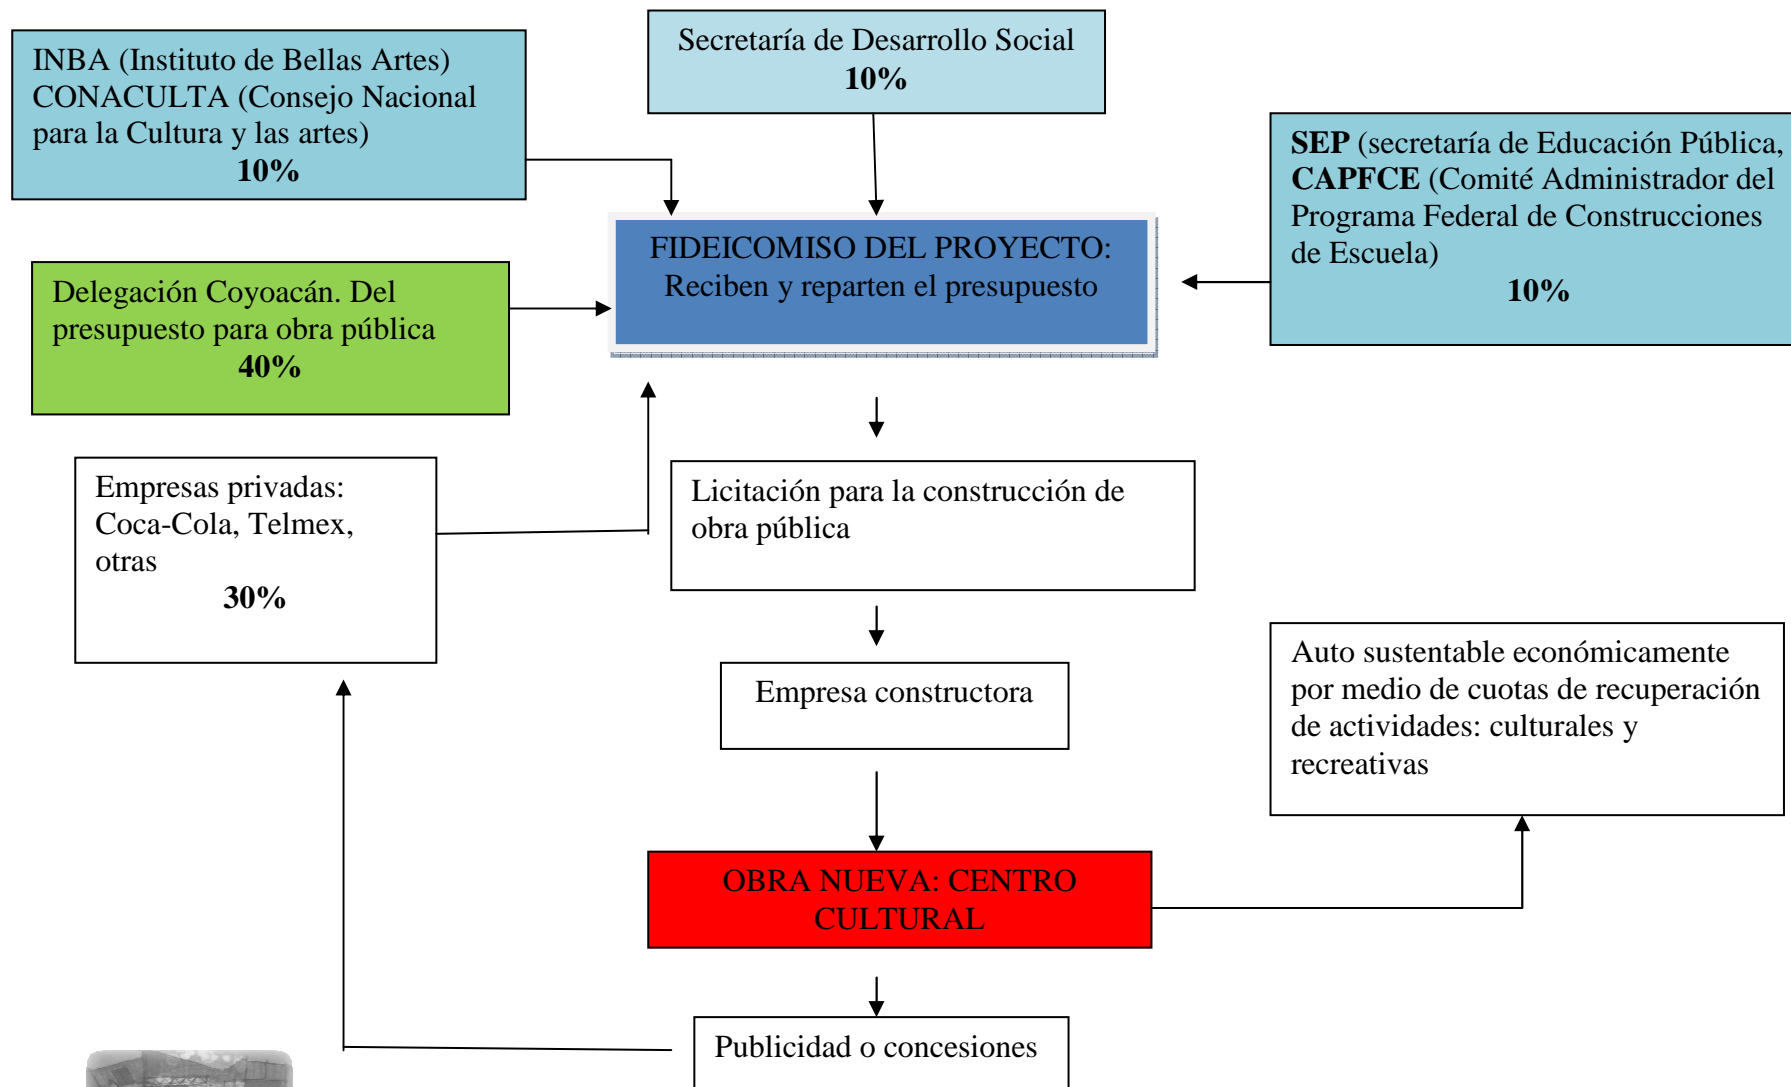 INBA (Instituto de Bellas Artes)
CONACULTA (Consejo Nacional
para la Cultura y las artes)
10%
Secretaría de Desarrollo Social
10%
SEP (secretaría de Educación Pública,
CAPFCE (Comité Administrador del
Programa Federal de Construcciones
de Escuela)
10%
FIDEICOMISO DEL PROYECTO:
Reciben y reparten el presupuesto
Delegación Coyoacán. Del
presupuesto para obra pública
40%
Empresas privadas:
Coca-Cola, Telmex,
otras
30%
Licitación para la construcción de
obra pública
Empresa constructora
Auto sustentable económicamente
por medio de cuotas de recuperación
de actividades: culturales y
recreativas
OBRA NUEVA: CENTRO
CULTURAL
Publicidad o concesiones